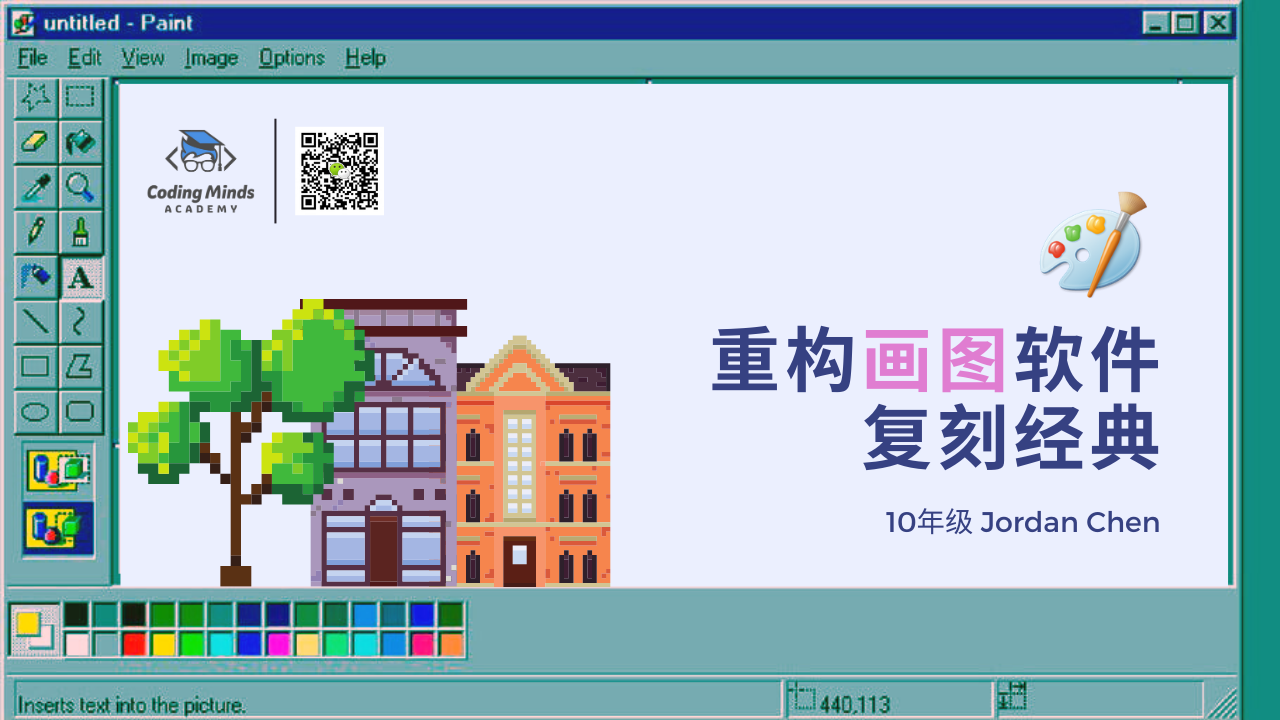 untitled - Paint
File Edit View Image Options Help
Coding Minds
ACADEMY
A
重构画图软件
复刻经典
10年级 Jordan Chen
Inserts text into the picture.
440,113